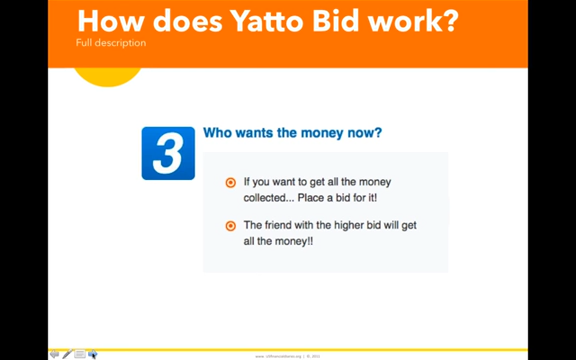 How does Yatto Bid work?
Full description
3
Who wants the money now?
If you want to get all the money
collected... Place a bid for it!
The friend with the higher bid will get
all the money!!